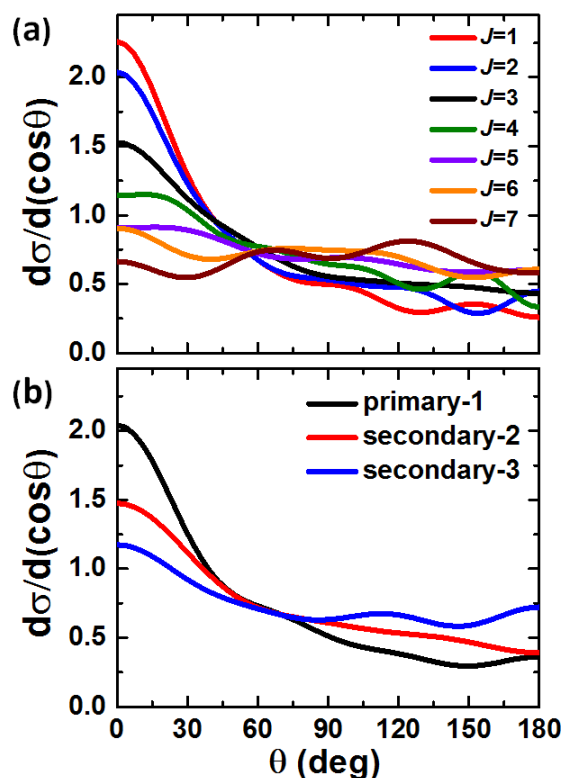 (a)
J=1
J=2
J=3
J=4
J=5
J=6
J=7
dσ/d(cosθ)
2.0
1.5
1.0
0.5
0.0
(b)
primary-1
secondary-2
secondary-3
dσ/d(cosθ)
2.0
1.5
1.0
0.5
0.0
0 30 60 90 120 150 180
θ (deg)